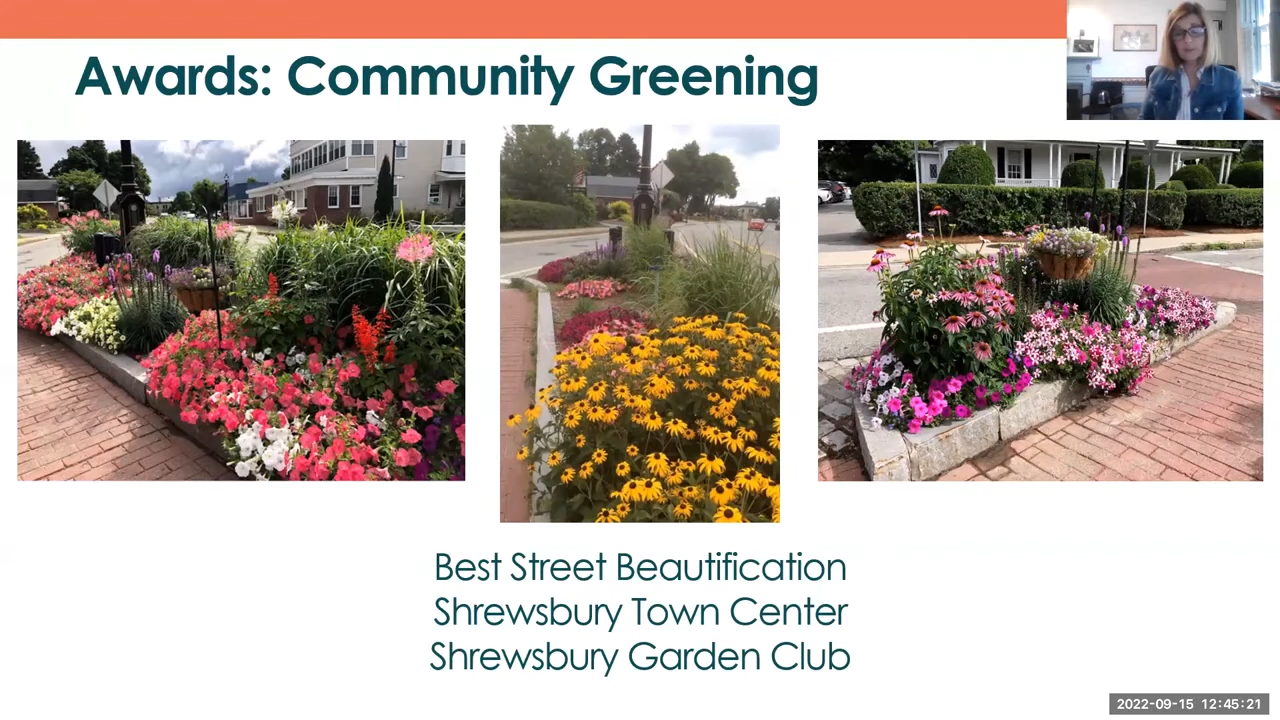 Awards: Community Greening
Best Street Beautification
Shrewsbury Town Center
Shrewsbury Garden Club
2022-09-15 12:45:21